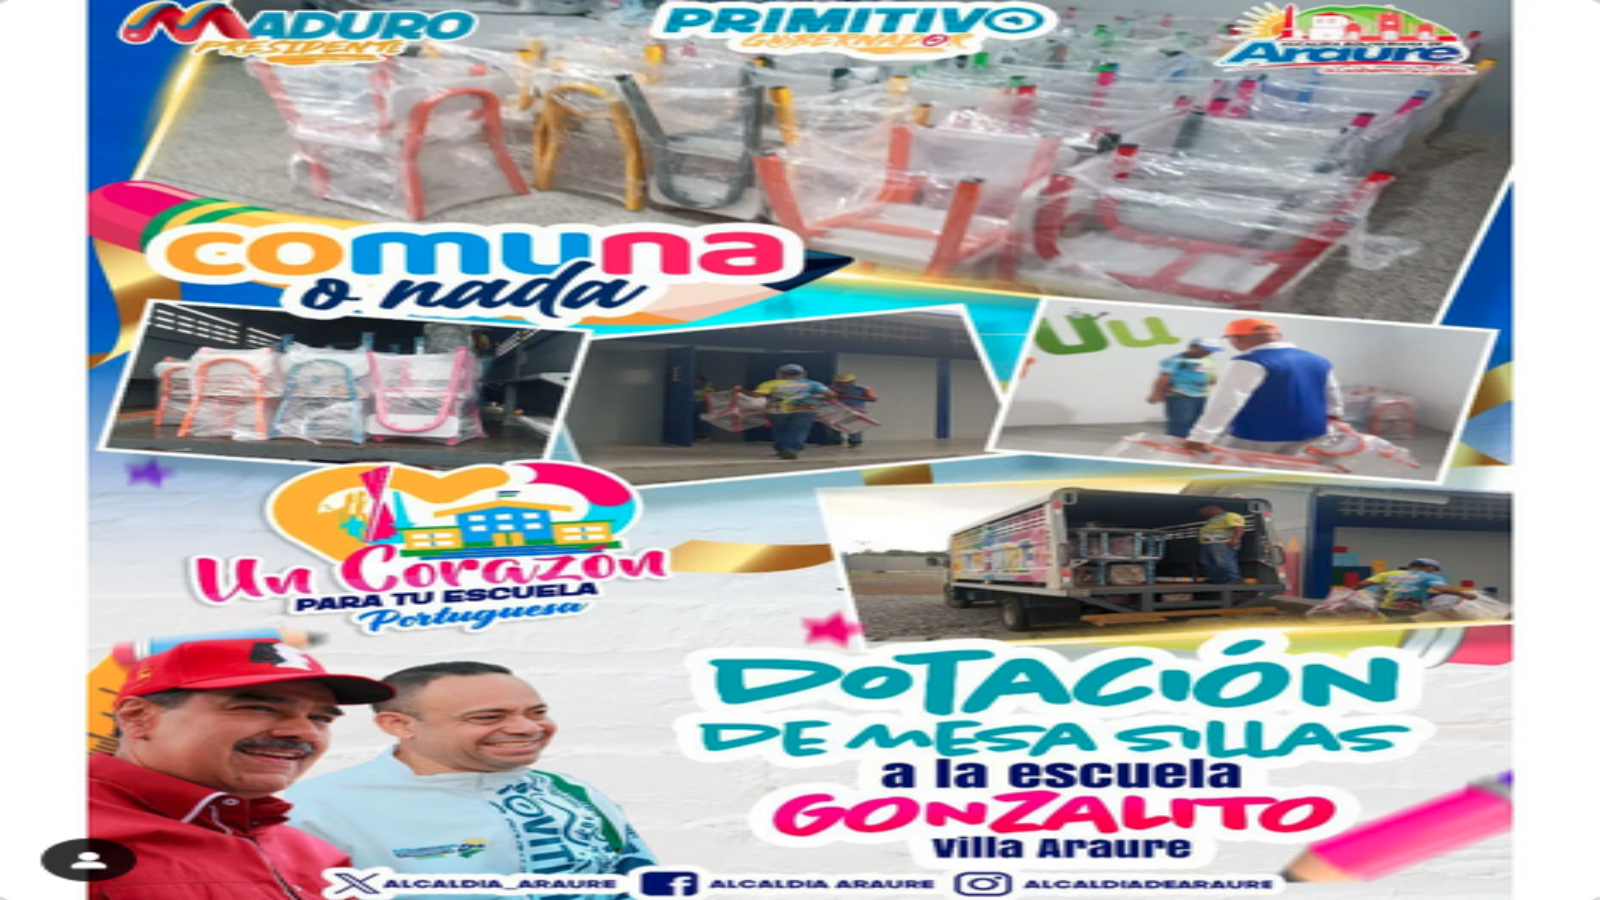 MADURO
PRESIDENTE
PRIMITIVO
GOBERNADOR
Araure
Uu
comuna
o nada
Un Corazón
PARA TU ESCUELA
Portuguesa
DOTACIÓN
DE MESA SILLAS
a la escuela
GONZALITO
Villa Araure
ALCALDIA_ARAURE
ALCALDIA ARAURE
ALCALDIADEARAURE